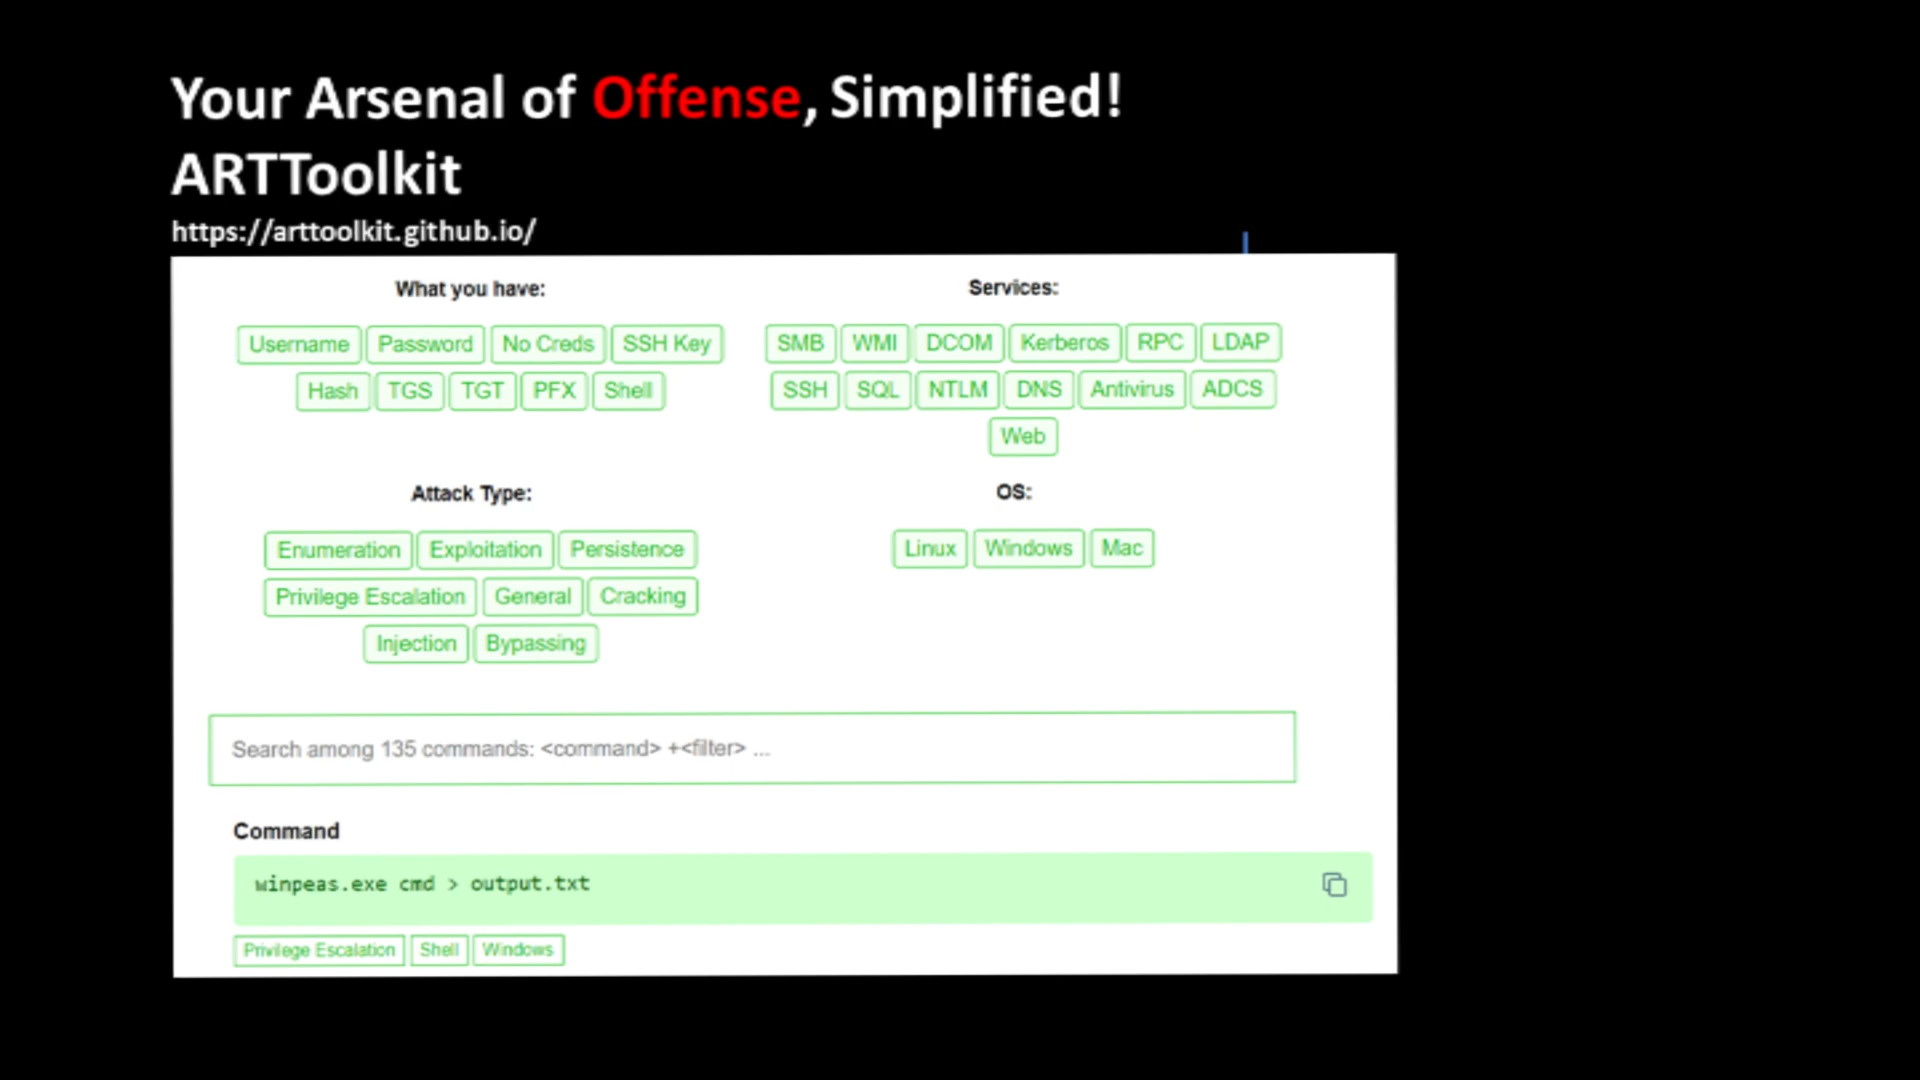 Your Arsenal of Offense, Simplified!
ARTToolkit
https://arttoolkit.github.io/
What you have:
Username Password No Creds SSH Key
Hash TGS TGT PFX Shell
Services:
SMB WMI DCOM Kerberos RPC LDAP
SSH SQL NTLM DNS Antivirus ADCS
Web
Attack Type:
Enumeration Exploitation Persistence
Privilege Escalation General Cracking
Injection Bypassing
OS:
Linux Windows Mac
Search among 135 commands: <command> +<filter> ...
Command
winpeas.exe cmd > output.txt
Privilege Escalation Shell Windows